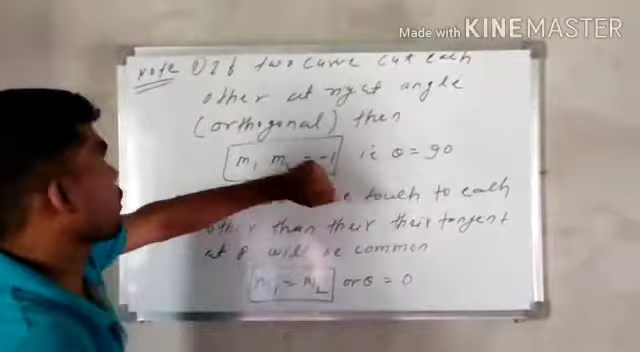 Made with KINEMASTER
Note ① If two curve cut each
other at right angle
(orthogonal) then
m₁ m₂ = -1 ie θ = 90
touch to each
other than their their tangent
at P will be common
m₁ = m₂ or θ = 0